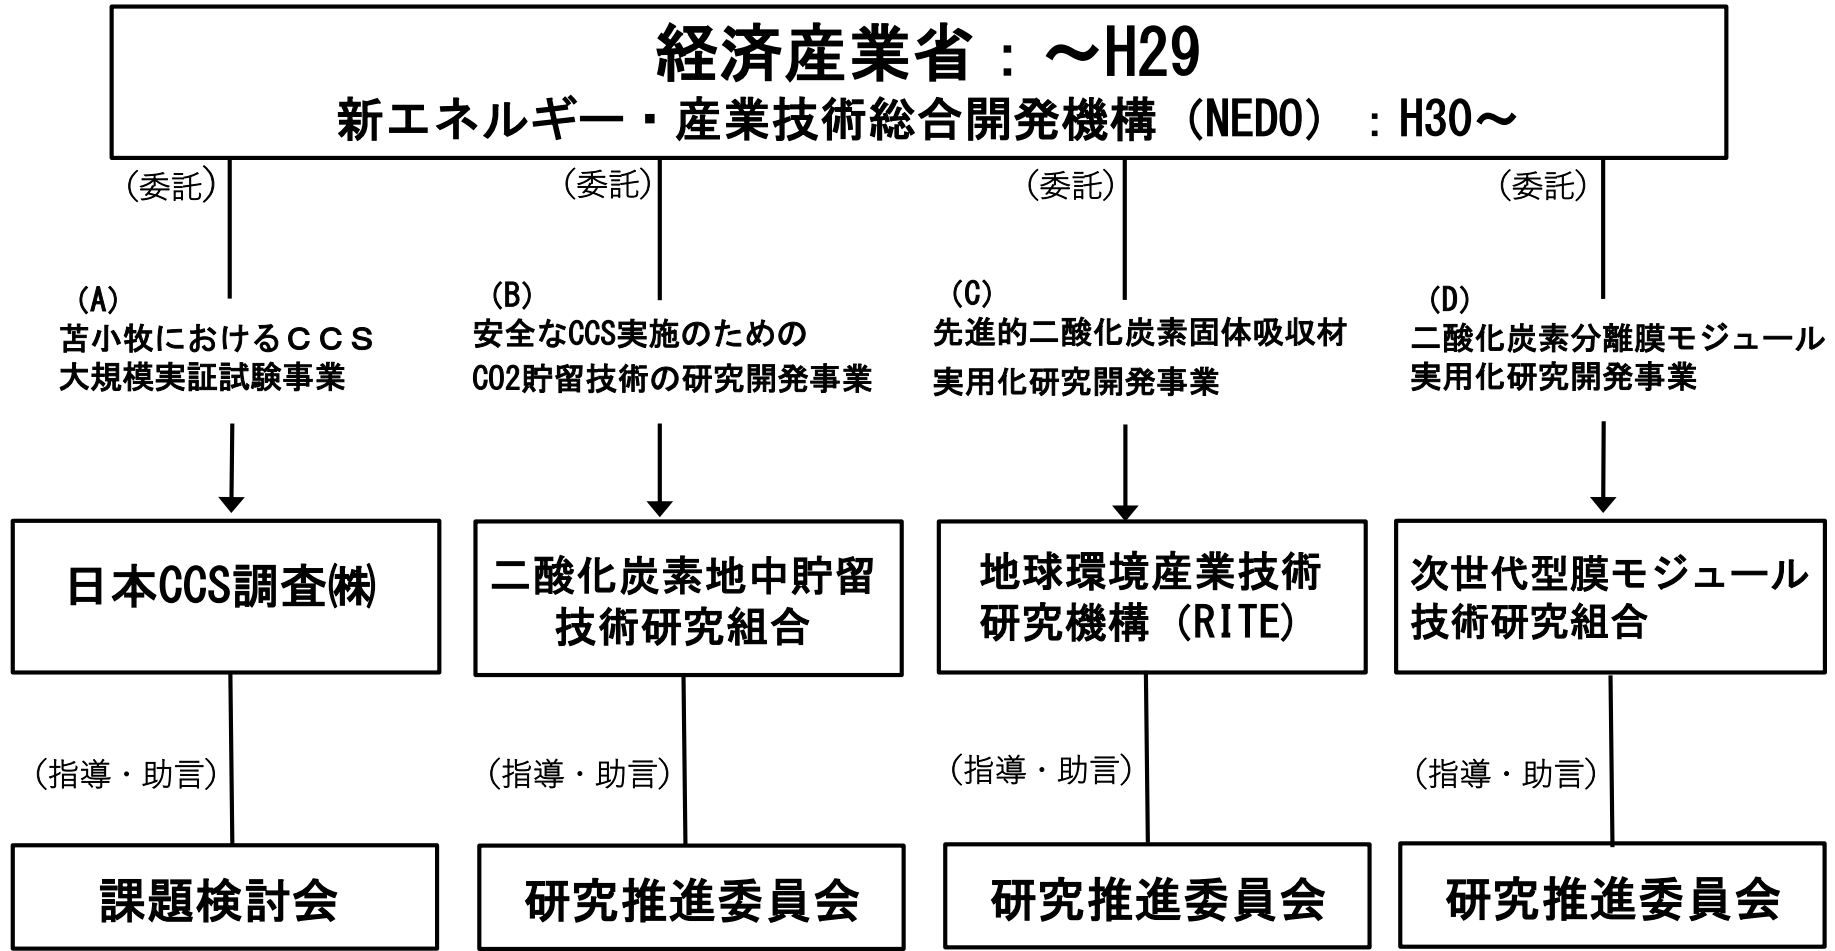 経済産業省：～H29
新エネルギー・産業技術総合開発機構（NEDO）：H30～
（委託）
（委託）
（委託）
（委託）
（A）
苫小牧におけるＣＣＳ
大規模実証試験事業
（B）
安全なCCS実施のための
CO2貯留技術の研究開発事業
（C）
先進的二酸化炭素固体吸収材
実用化研究開発事業
（D）
二酸化炭素分離膜モジュール
実用化研究開発事業
日本CCS調査㈱
二酸化炭素地中貯留
技術研究組合
地球環境産業技術
研究機構（RITE）
次世代型膜モジュール
技術研究組合
（指導・助言）
（指導・助言）
（指導・助言）
（指導・助言）
課題検討会
研究推進委員会
研究推進委員会
研究推進委員会